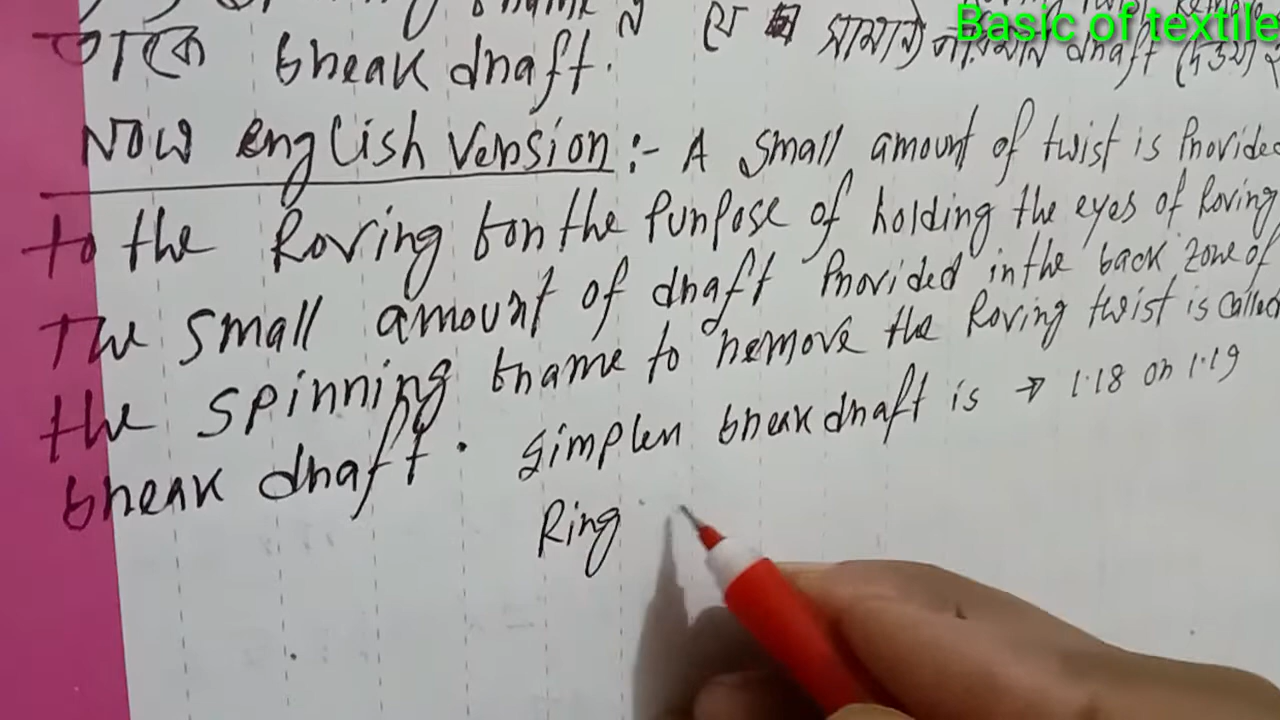 Basic of textile
তাকে break draft. যে সামান্য draft
Now english version :- A small amount of twist is Provided
to the Roving for the Purpose of holding the eyes of Roving
The small amount of draft Provided in the back zone of
the spinning frame to remove the Roving twist is called
break draft. Simplex break draft is → 1.18 or 1.19
Ring